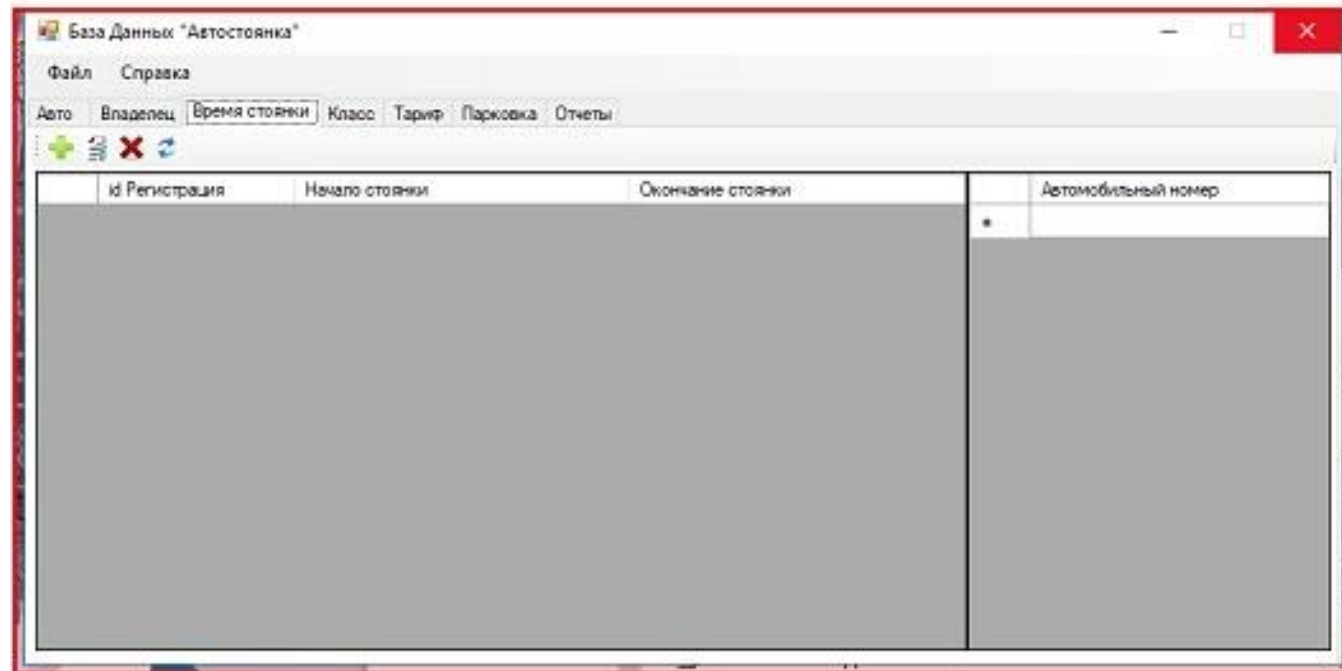 База Данных "Автостоянка"
Файл Справка
Авто Владелец Время стоянки Класс Тариф Парковка Отчеты
id Регистрация Начало стоянки Окончание стоянки Автомобильный номер